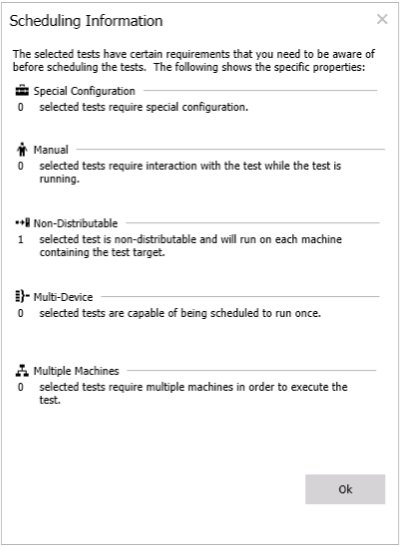 Scheduling Information
The selected tests have certain requirements that you need to be aware of
before scheduling the tests. The following shows the specific properties:
Special Configuration
0 selected tests require special configuration.
Manual
0 selected tests require interaction with the test while the test is
running.
Non-Distributable
1 selected test is non-distributable and will run on each machine
containing the test target.
Multi-Device
0 selected tests are capable of being scheduled to run once.
Multiple Machines
0 selected tests require multiple machines in order to execute the
test.
Ok